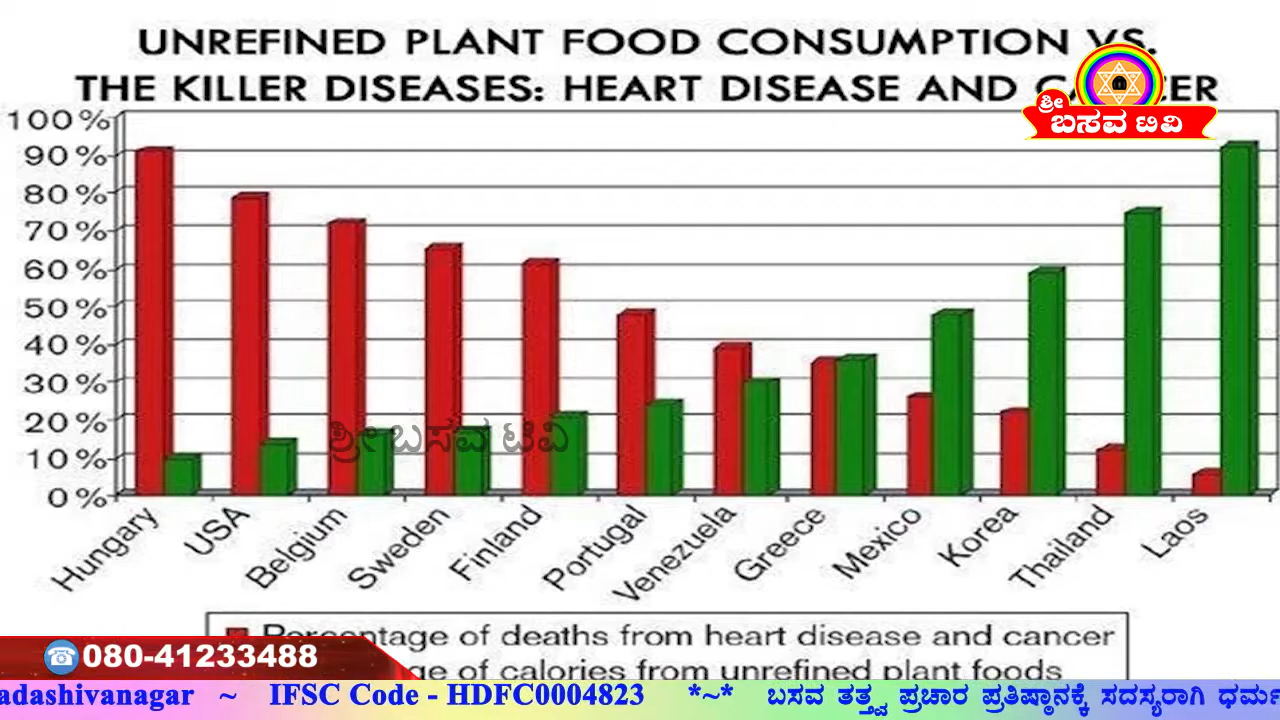 UNREFINED PLANT FOOD CONSUMPTION VS.
THE KILLER DISEASES: HEART DISEASE AND
ಶ್ರೀ
ಬಸವ ಟಿವಿ
100%
90%
80%
70%
60%
50%
40%
30%
20%
10%
0%
ಶ್ರೀ ಬಸವ ಟಿವಿ
Hungary
USA
Belgium
Sweden
Finland
Portugal
Venezuela
Greece
Mexico
Korea
Thailand
Laos
Percentage of deaths from heart disease and cancer
of calories from unrefined plant foods
080-41233488
adashivanagar ~ IFSC Code - HDFC0004823 *~* ಬಸವ ತತ್ತ್ವ ಪ್ರಚಾರ ಪ್ರತಿಷ್ಠಾನಕ್ಕೆ ಸದಸ್ಯರಾಗಿ